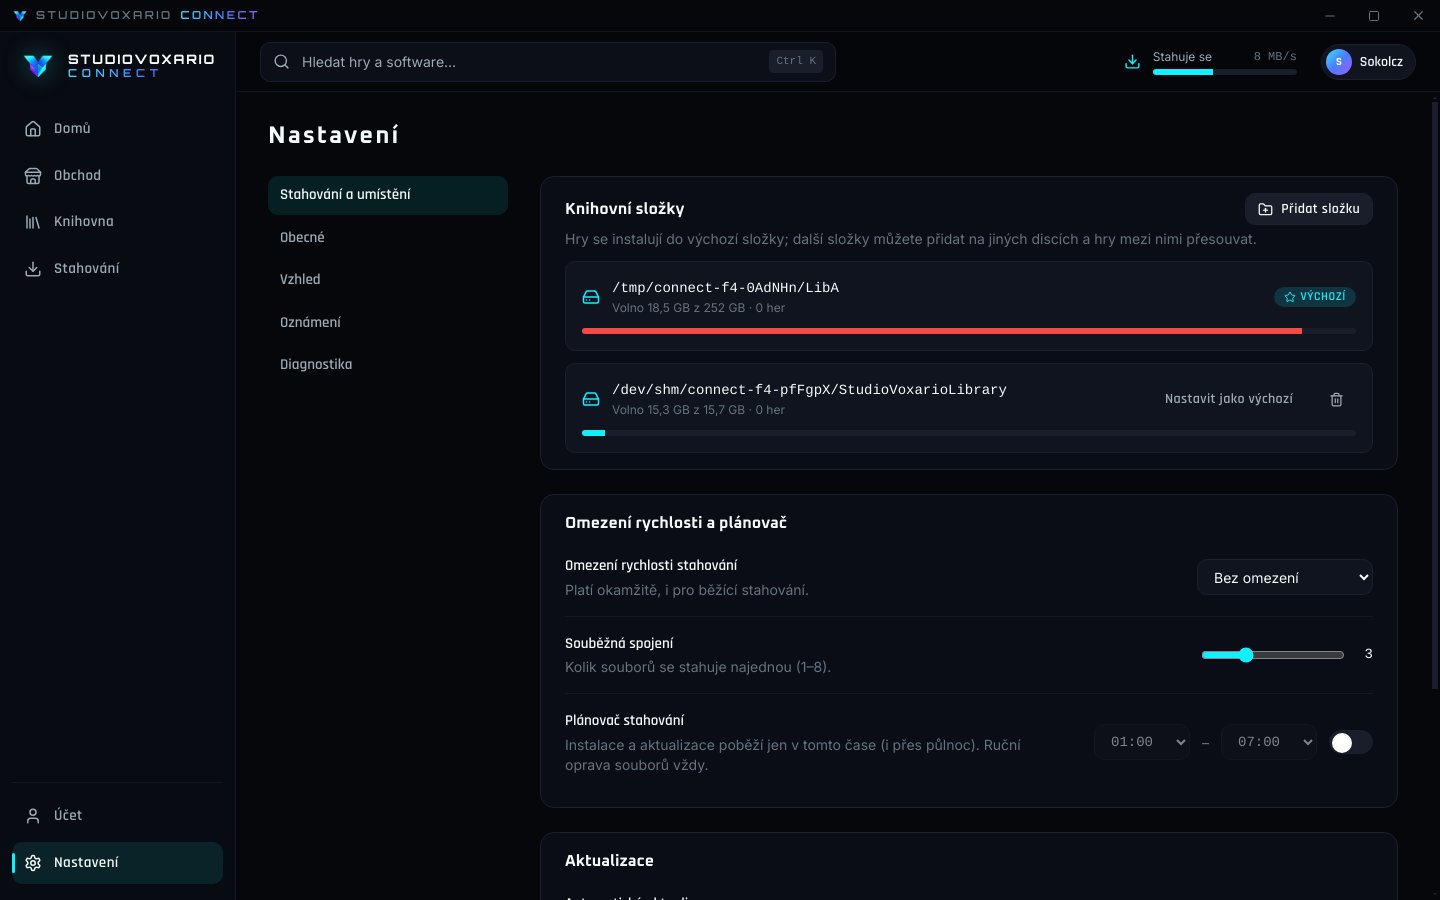 STUDIOVOXARIO CONNECT
STUDIOVOXARIO
CONNECT
Hledat hry a software...
Ctrl K
Stahuje se
8 MB/s
S
Sokolcz
Domů
Obchod
Knihovna
Stahování
Účet
Nastavení
Nastavení
Stahování a umístění
Obecné
Vzhled
Oznámení
Diagnostika
Knihovní složky
Přidat složku
Hry se instalují do výchozí složky; další složky můžete přidat na jiných discích a hry mezi nimi přesouvat.
/tmp/connect-f4-0AdNHn/LibA
Volno 18,5 GB z 252 GB · 0 her
VÝCHOZÍ
/dev/shm/connect-f4-pfFgpX/StudioVoxarioLibrary
Volno 15,3 GB z 15,7 GB · 0 her
Nastavit jako výchozí
Omezení rychlosti a plánovač
Omezení rychlosti stahování
Platí okamžitě, i pro běžící stahování.
Bez omezení
Souběžná spojení
Kolik souborů se stahuje najednou (1–8).
3
Plánovač stahování
Instalace a aktualizace poběží jen v tomto čase (i přes půlnoc). Ruční
oprava souborů vždy.
01:00 – 07:00
Aktualizace